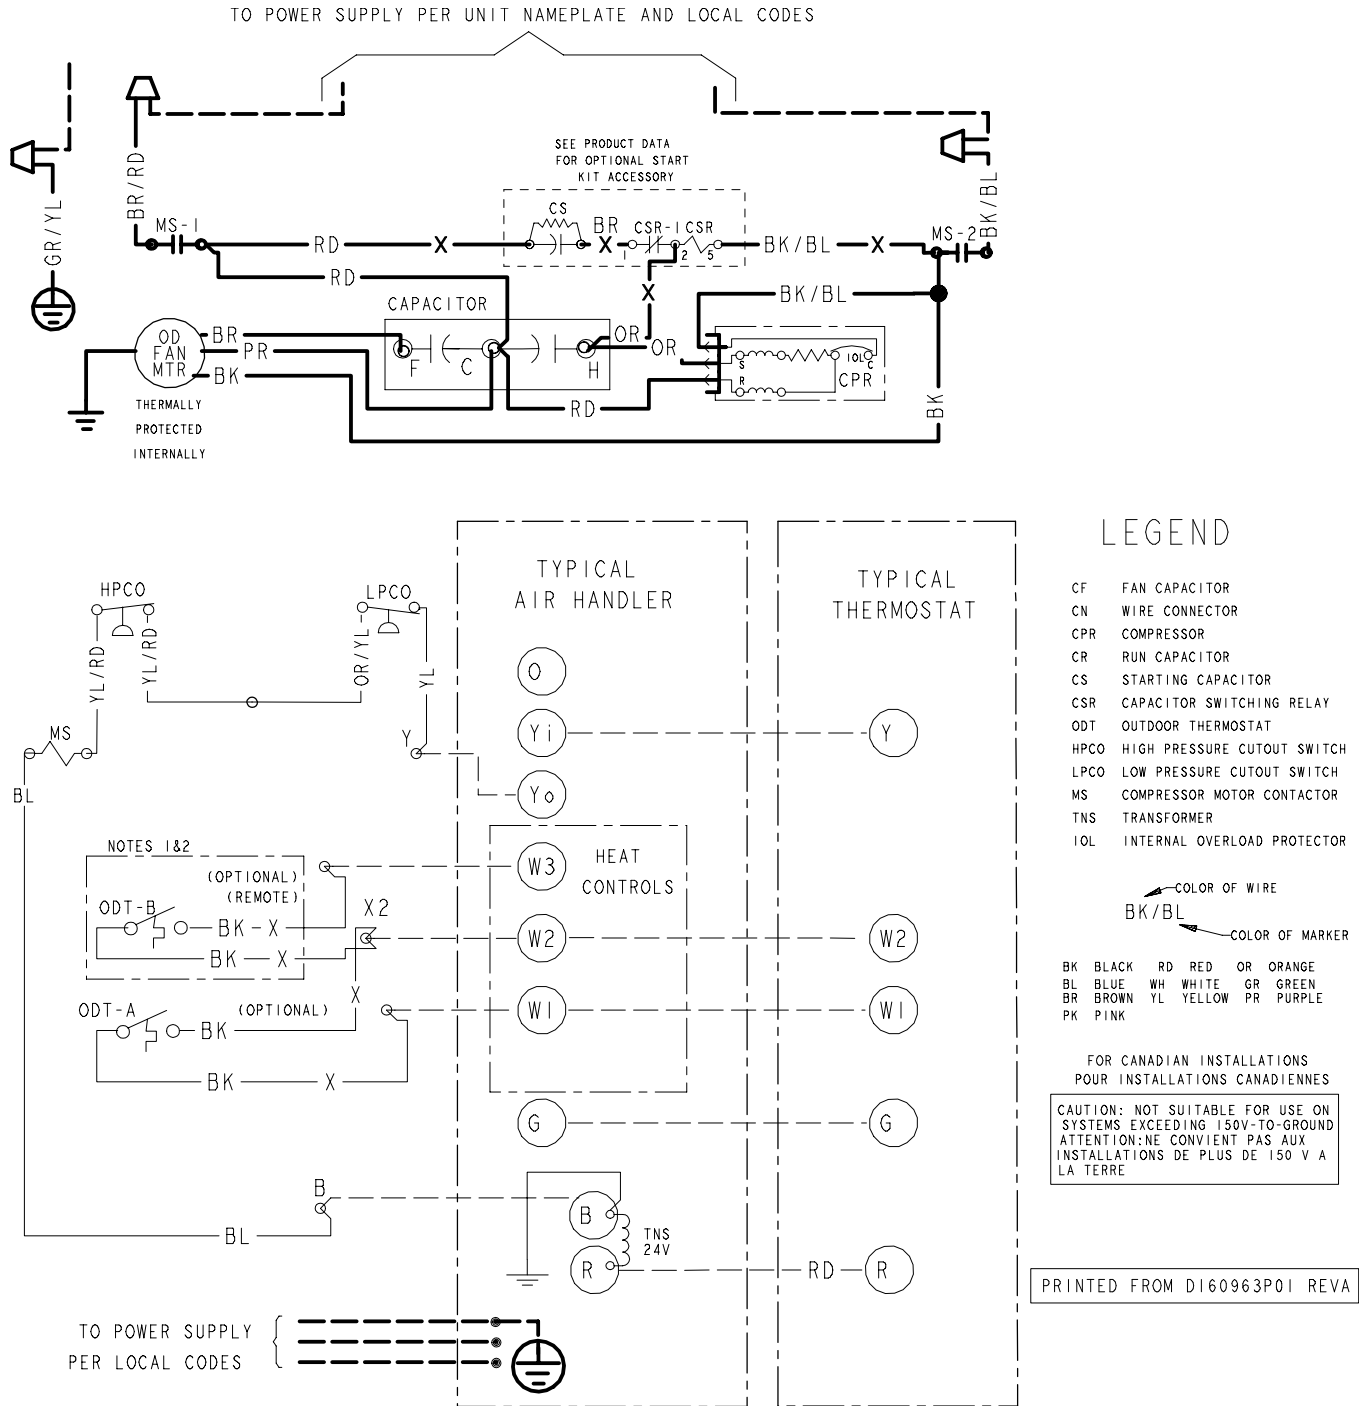 TO POWER SUPPLY PER UNIT NAMEPLATE AND LOCAL CODES
SEE PRODUCT DATA
FOR OPTIONAL START
KIT ACCESSORY
BR/RD
BK/BL
GR/YL
MS-1
RD
X
CS
BR
X
CSR-1
CSR
1
2
5
BK/BL
X
MS-2
RD
X
BK/BL
CAPACITOR
OD
FAN
MTR
BR
PR
BK
F
C
H
OR
OR
S
R
IOL
C
CPR
RD
BK
THERMALLY
PROTECTED
INTERNALLY
LEGEND
CF FAN CAPACITOR
CN WIRE CONNECTOR
CPR COMPRESSOR
CR RUN CAPACITOR
CS STARTING CAPACITOR
CSR CAPACITOR SWITCHING RELAY
ODT OUTDOOR THERMOSTAT
HPCO HIGH PRESSURE CUTOUT SWITCH
LPCO LOW PRESSURE CUTOUT SWITCH
MS COMPRESSOR MOTOR CONTACTOR
TNS TRANSFORMER
IOL INTERNAL OVERLOAD PROTECTOR
COLOR OF WIRE
BK/BL
COLOR OF MARKER
BK BLACK RD RED OR ORANGE
BL BLUE WH WHITE GR GREEN
BR BROWN YL YELLOW PR PURPLE
PK PINK
FOR CANADIAN INSTALLATIONS
POUR INSTALLATIONS CANADIENNES
CAUTION: NOT SUITABLE FOR USE ON
SYSTEMS EXCEEDING 150V-TO-GROUND
ATTENTION:NE CONVIENT PAS AUX
INSTALLATIONS DE PLUS DE 150 V A
LA TERRE
PRINTED FROM D160963P01 REVA
TYPICAL
AIR HANDLER
TYPICAL
THERMOSTAT
HPCO
LPCO
YL/RD
YL/RD
OR/YL
YL
MS
Y
BL
O
Yi
Y
Yo
NOTES 1&2
(OPTIONAL)
(REMOTE)
ODT-B
BK
X
BK
X
X2
W3
HEAT
CONTROLS
W2
W2
X
ODT-A
(OPTIONAL)
BK
BK
X
W1
W1
G
G
B
BL
B
R
TNS
24V
RD
R
TO POWER SUPPLY
PER LOCAL CODES